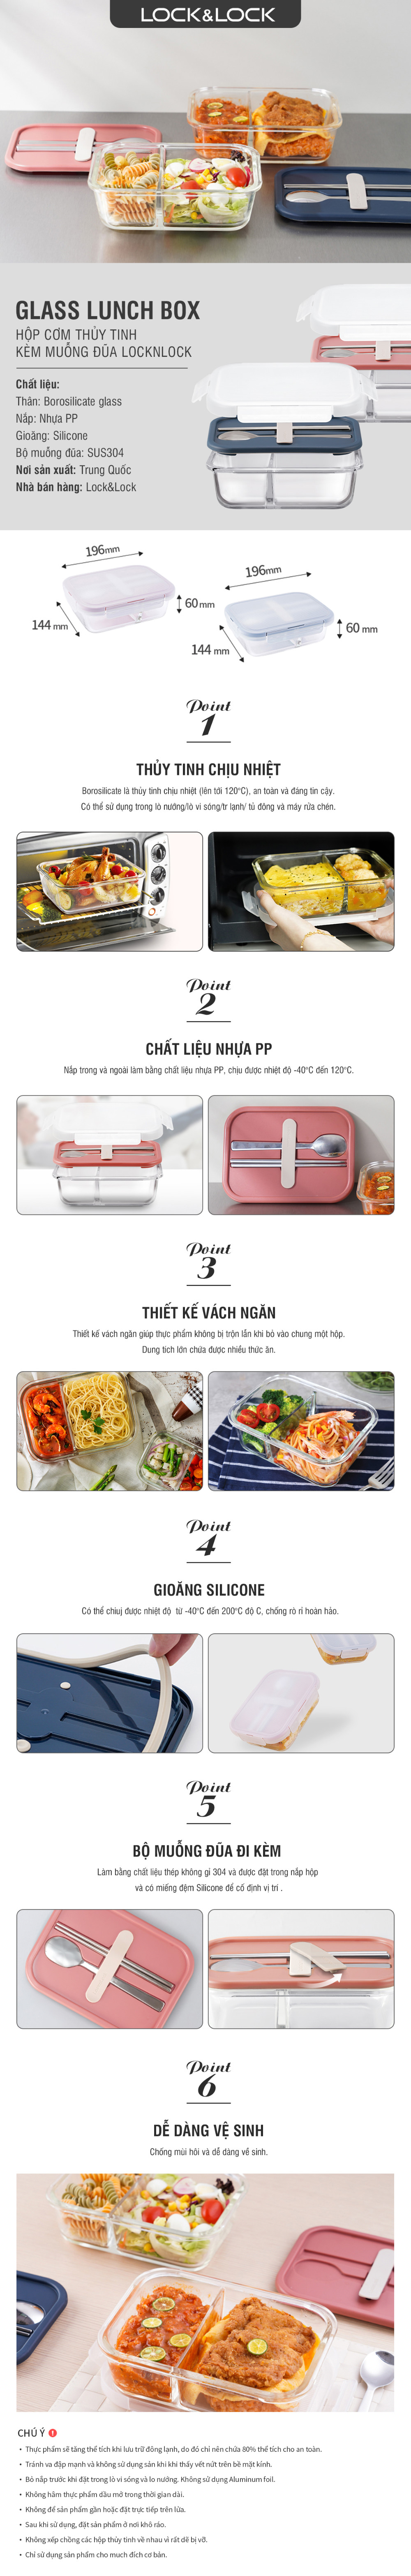 LOCK&LOCK
GLASS LUNCH BOX
HỘP CƠM THỦY TINH
KÈM MUỖNG ĐŨA LOCKNLOCK
Chất liệu:
Thân: Borosilicate glass
Nắp: Nhựa PP
Gioăng: Silicone
Bộ muỗng đũa: SUS304
Nơi sản xuất: Trung Quốc
Nhà bán hàng: Lock&Lock
196mm
144 mm
60mm
196mm
144 mm
60 mm
Point
1
THỦY TINH CHỊU NHIỆT
Borosilicate là thủy tinh chịu nhiệt (lên tới 120°C), an toàn và đáng tin cậy.
Có thể sử dụng trong lò nướng/lò vi sóng/tr lạnh/ tủ đông và máy rửa chén.
Point
2
CHẤT LIỆU NHỰA PP
Nắp trong và ngoài làm bằng chất liệu nhựa PP, chịu được nhiệt độ -40°C đến 120°C.
Point
3
THIẾT KẾ VÁCH NGĂN
Thiết kế vách ngăn giúp thực phẩm không bị trộn lẫn khi bỏ vào chung một hộp.
Dung tích lớn chứa được nhiều thức ăn.
Point
4
GIOĂNG SILICONE
Có thể chiuj được nhiệt độ từ -40°C đến 200°C độ C, chống rò rỉ hoàn hảo.
Point
5
BỘ MUỖNG ĐŨA ĐI KÈM
Làm bằng chất liệu thép không gỉ 304 và được đặt trong nắp hộp
và có miếng đệm Silicone để cố định vị trí .
Point
6
DỄ DÀNG VỆ SINH
Chống mùi hôi và dễ dàng vệ sinh.
CHÚ Ý !
• Thực phẩm sẽ tăng thể tích khi lưu trữ đông lạnh, do đó chỉ nên chứa 80% thể tích cho an toàn.
• Tránh va đập mạnh và không sử dụng sản khi khi thấy vết nứt trên bề mặt kính.
• Bỏ nắp trước khi đặt trong lò vi sóng và lo nướng. Không sử dụng Aluminum foil.
• Không hâm thực phẩm dầu mỡ trong thời gian dài.
• Không để sản phẩm gần hoặc đặt trực tiếp trên lửa.
• Sau khi sử dụng, đặt sản phẩm ở nơi khô ráo.
• Không xếp chồng các hộp thủy tinh về nhau vì rất dễ bị vỡ.
• Chỉ sử dụng sản phẩm cho much đích cơ bản.